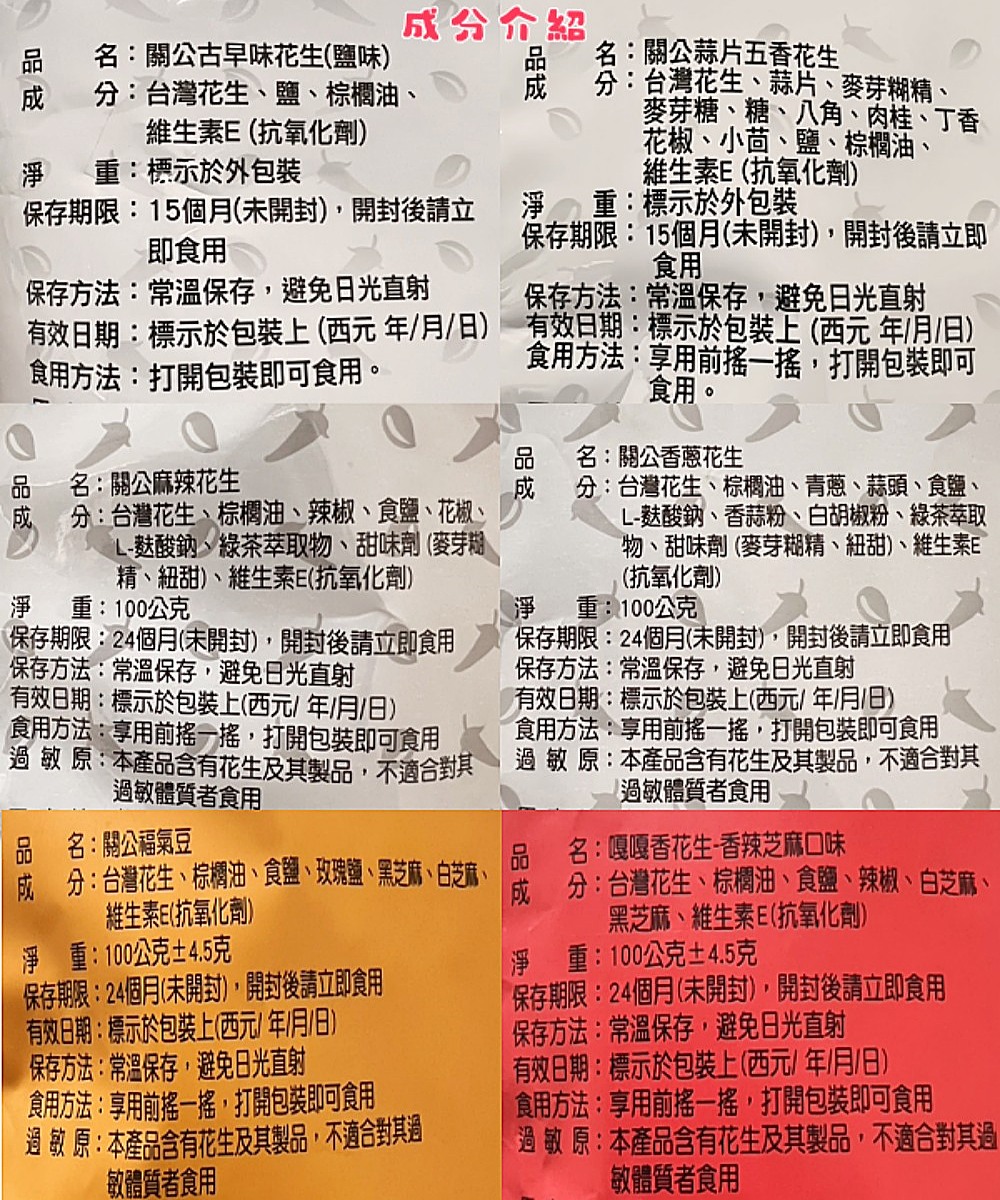 成分介紹
品　名：關公古早味花生(鹽味)
成　分：台灣花生、鹽、棕櫚油、
維生素E (抗氧化劑)
淨　重：標示於外包裝
保存期限：15個月(未開封)，開封後請立
即食用
保存方法：常溫保存，避免日光直射
有效日期：標示於包裝上 (西元 年/月/日)
食用方法：打開包裝即可食用。
品　名：關公蒜片五香花生
成　分：台灣花生、蒜片、麥芽糊精、
麥芽糖、糖、八角、肉桂、丁香
花椒、小茴、鹽、棕櫚油、
維生素E (抗氧化劑)
淨　重：標示於外包裝
保存期限：15個月(未開封)，開封後請立即
食用
保存方法：常溫保存，避免日光直射
有效日期：標示於包裝上 (西元 年/月/日)
食用方法：享用前搖一搖，打開包裝即可
食用。
品　名：關公麻辣花生
成　分：台灣花生、棕櫚油、辣椒、食鹽、花椒、
L-麩酸鈉、綠茶萃取物、甜味劑 (麥芽糊
精、紐甜)、維生素E(抗氧化劑)
淨　重：100公克
保存期限：24個月(未開封)，開封後請立即食用
保存方法：常溫保存，避免日光直射
有效日期：標示於包裝上(西元/ 年/月/日)
食用方法：享用前搖一搖，打開包裝即可食用
過 敏 原：本產品含有花生及其製品，不適合對其
過敏體質者食用
品　名：關公香蔥花生
成　分：台灣花生、棕櫚油、青蔥、蒜頭、食鹽、
L-麩酸鈉、香蒜粉、白胡椒粉、綠茶萃取
物、甜味劑 (麥芽糊精、紐甜)、維生素E
(抗氧化劑)
淨　重：100公克
保存期限：24個月(未開封)，開封後請立即食用
保存方法：常溫保存，避免日光直射
有效日期：標示於包裝上(西元/ 年/月/日)
食用方法：享用前搖一搖，打開包裝即可食用
過 敏 原：本產品含有花生及其製品，不適合對其
過敏體質者食用
品　名：關公福氣豆
成　分：台灣花生、棕櫚油、食鹽、玫瑰鹽、黑芝麻、白芝麻、
維生素E(抗氧化劑)
淨　重：100公克±4.5克
保存期限：24個月(未開封)，開封後請立即食用
有效日期：標示於包裝上(西元/ 年/月/日)
保存方法：常溫保存，避免日光直射
食用方法：享用前搖一搖，打開包裝即可食用
過 敏 原：本產品含有花生及其製品，不適合對其過
敏體質者食用
品　名：嘎嘎香花生-香辣芝麻口味
成　分：台灣花生、棕櫚油、食鹽、辣椒、白芝麻、
黑芝麻、維生素E(抗氧化劑)
淨　重：100公克±4.5克
保存期限：24個月(未開封)，開封後請立即食用
保存方法：常溫保存，避免日光直射
有效日期：標示於包裝上(西元/ 年/月/日)
食用方法：享用前搖一搖，打開包裝即可食用
過 敏 原：本產品含有花生及其製品，不適合對其過
敏體質者食用